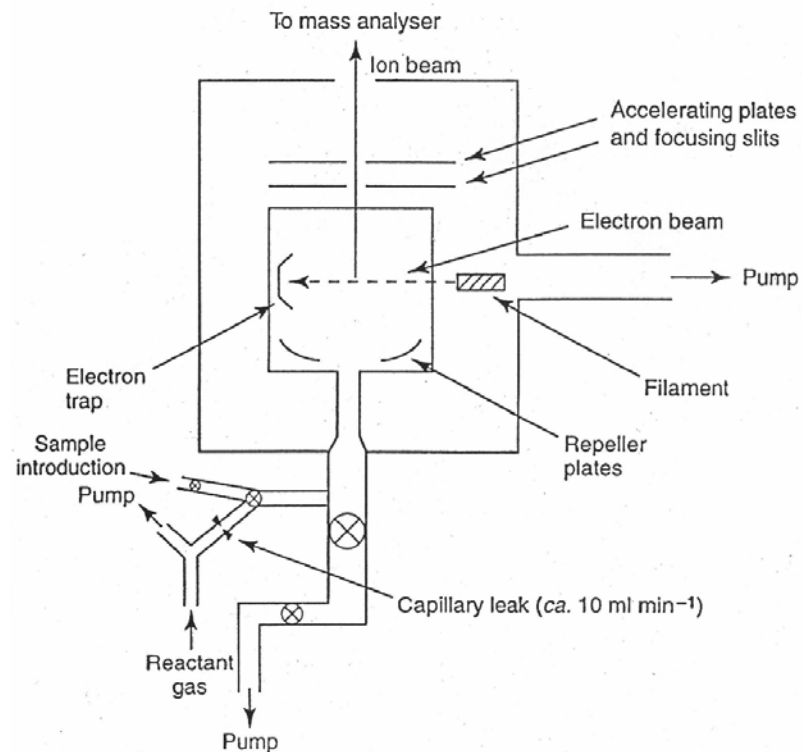 To mass analyser
Ion beam
Accelerating plates
and focusing slits
Electron beam
Pump
Filament
Electron
trap
Repeller
plates
Sample
introduction
Pump
Capillary leak (ca. 10 ml min⁻¹)
Reactant
gas
Pump